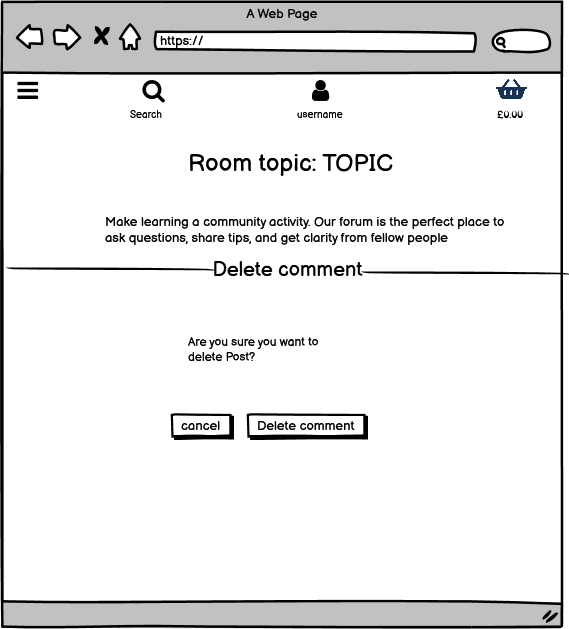 A Web Page
https://
Search
username
£0.00
Room topic: TOPIC
Make learning a community activity. Our forum is the perfect place to
ask questions, share tips, and get clarity from fellow people
Delete comment
Are you sure you want to
delete Post?
cancel
Delete comment